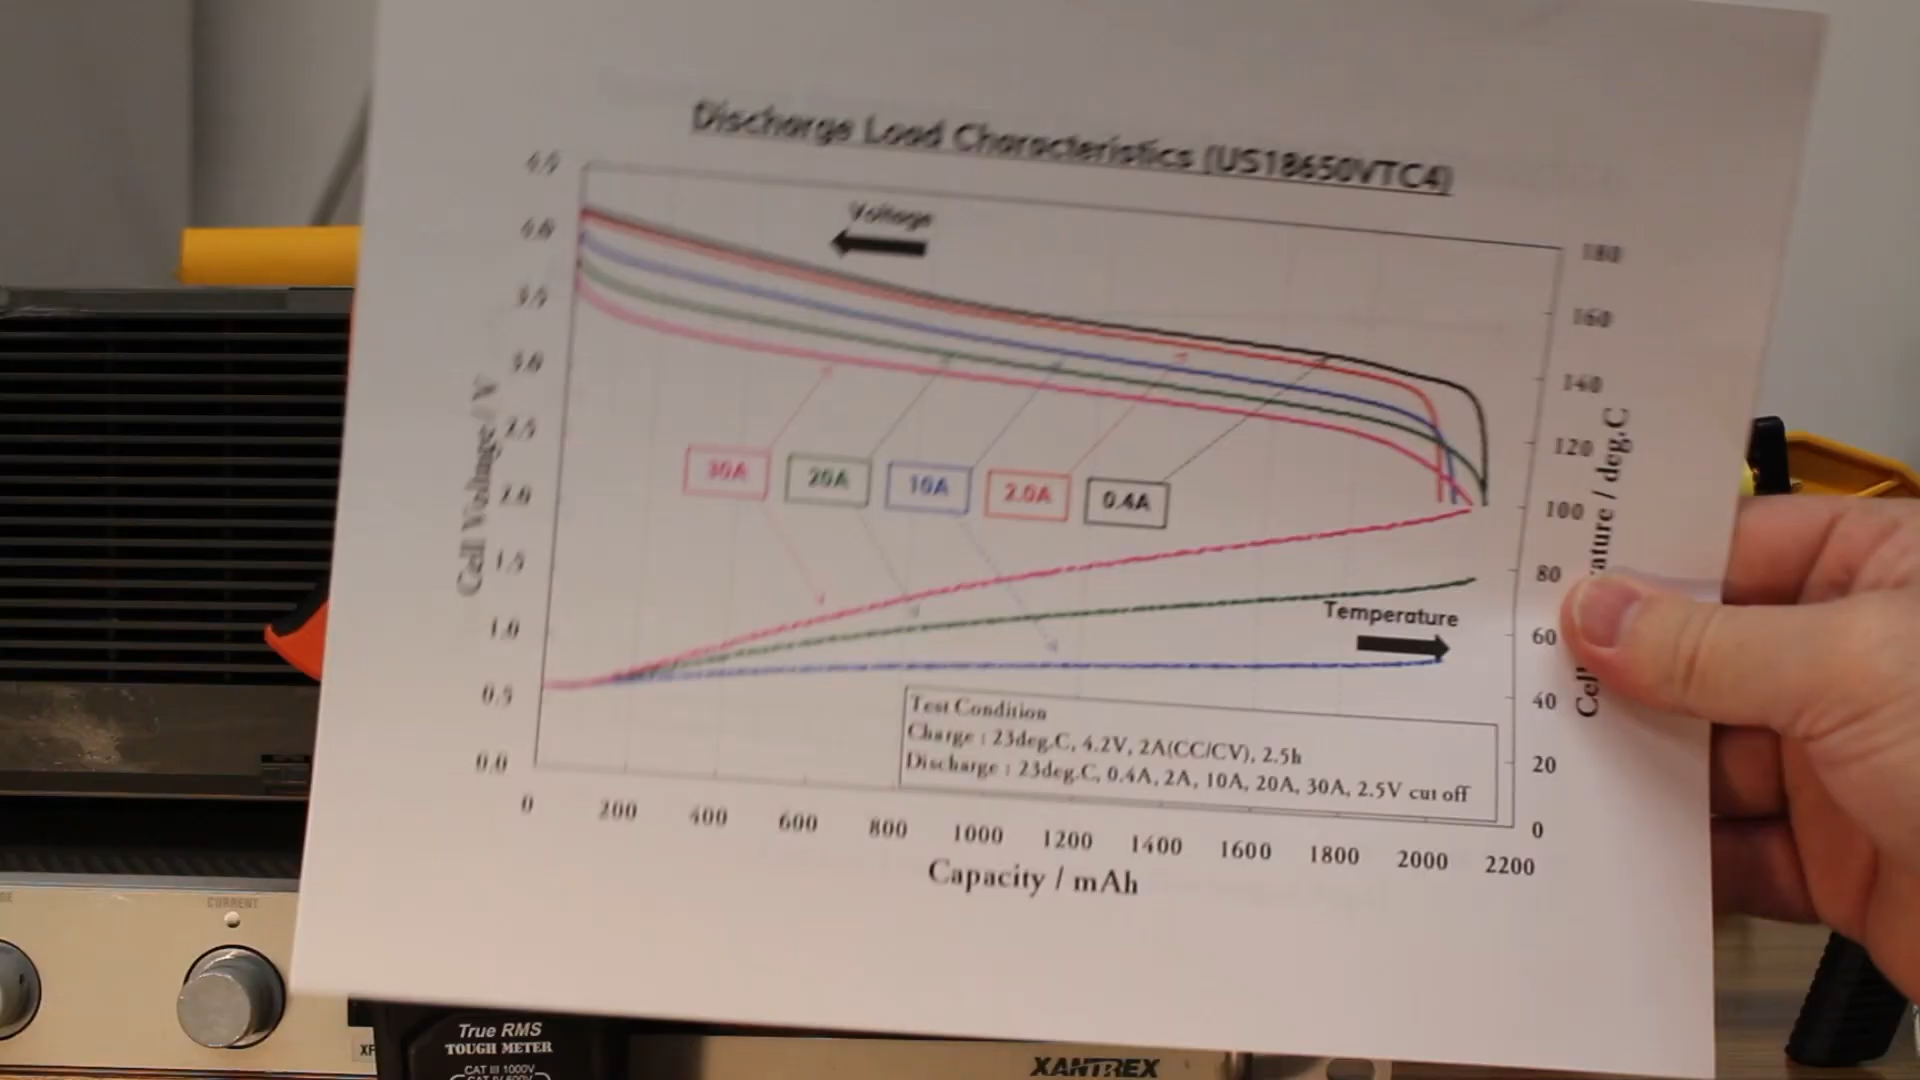 Discharge Load Characteristics (US18650VTC4)
4.5
4.0
3.5
3.0
2.5
2.0
1.5
1.0
0.5
0.0
Cell Voltage / V
Voltage
30A
20A
10A
2.0A
0.4A
180
160
140
120
100
80
60
40
20
0
deg.C
Temperature
Test Condition
Charge : 23deg.C, 4.2V, 2A(CC/CV), 2.5h
Discharge : 23deg.C, 0.4A, 2A, 10A, 20A, 30A, 2.5V cut off
0 200 400 600 800 1000 1200 1400 1600 1800 2000 2200
Capacity / mAh
CURRENT
True RMS
TOUGH METER
CAT III 1000V
XANTREX